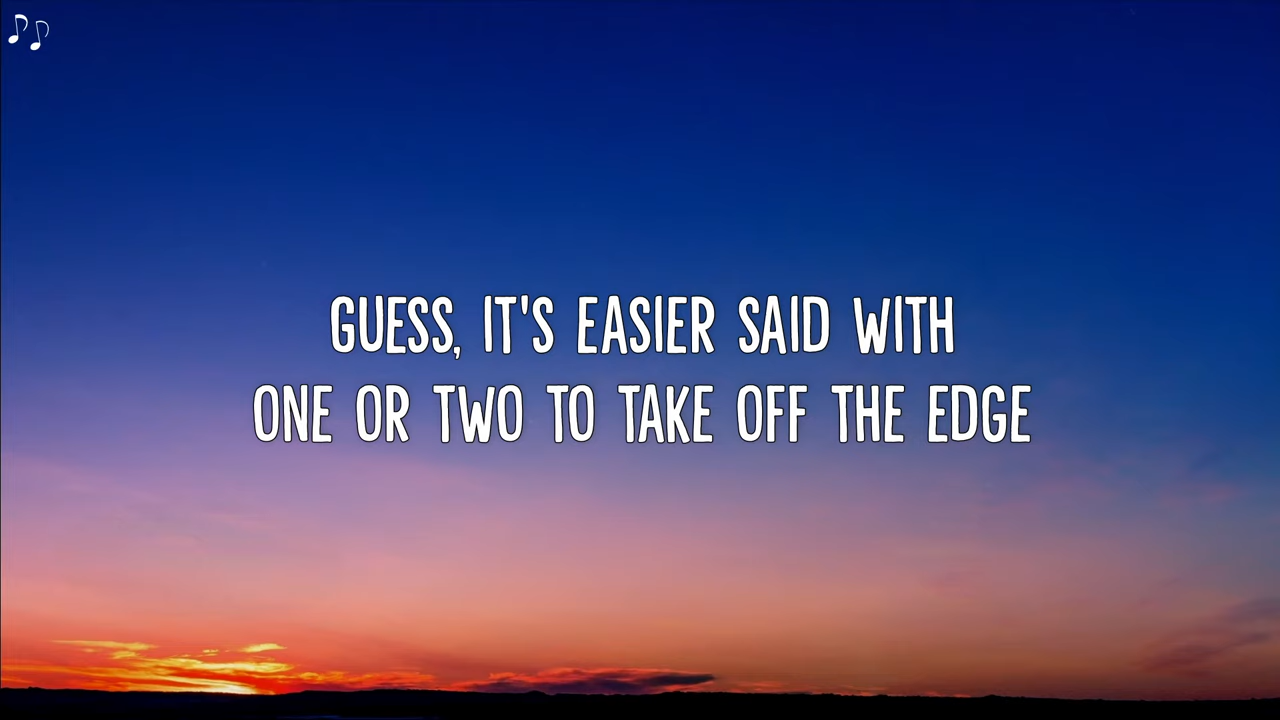 GUESS, IT'S EASIER SAID WITH
ONE OR TWO TO TAKE OFF THE EDGE